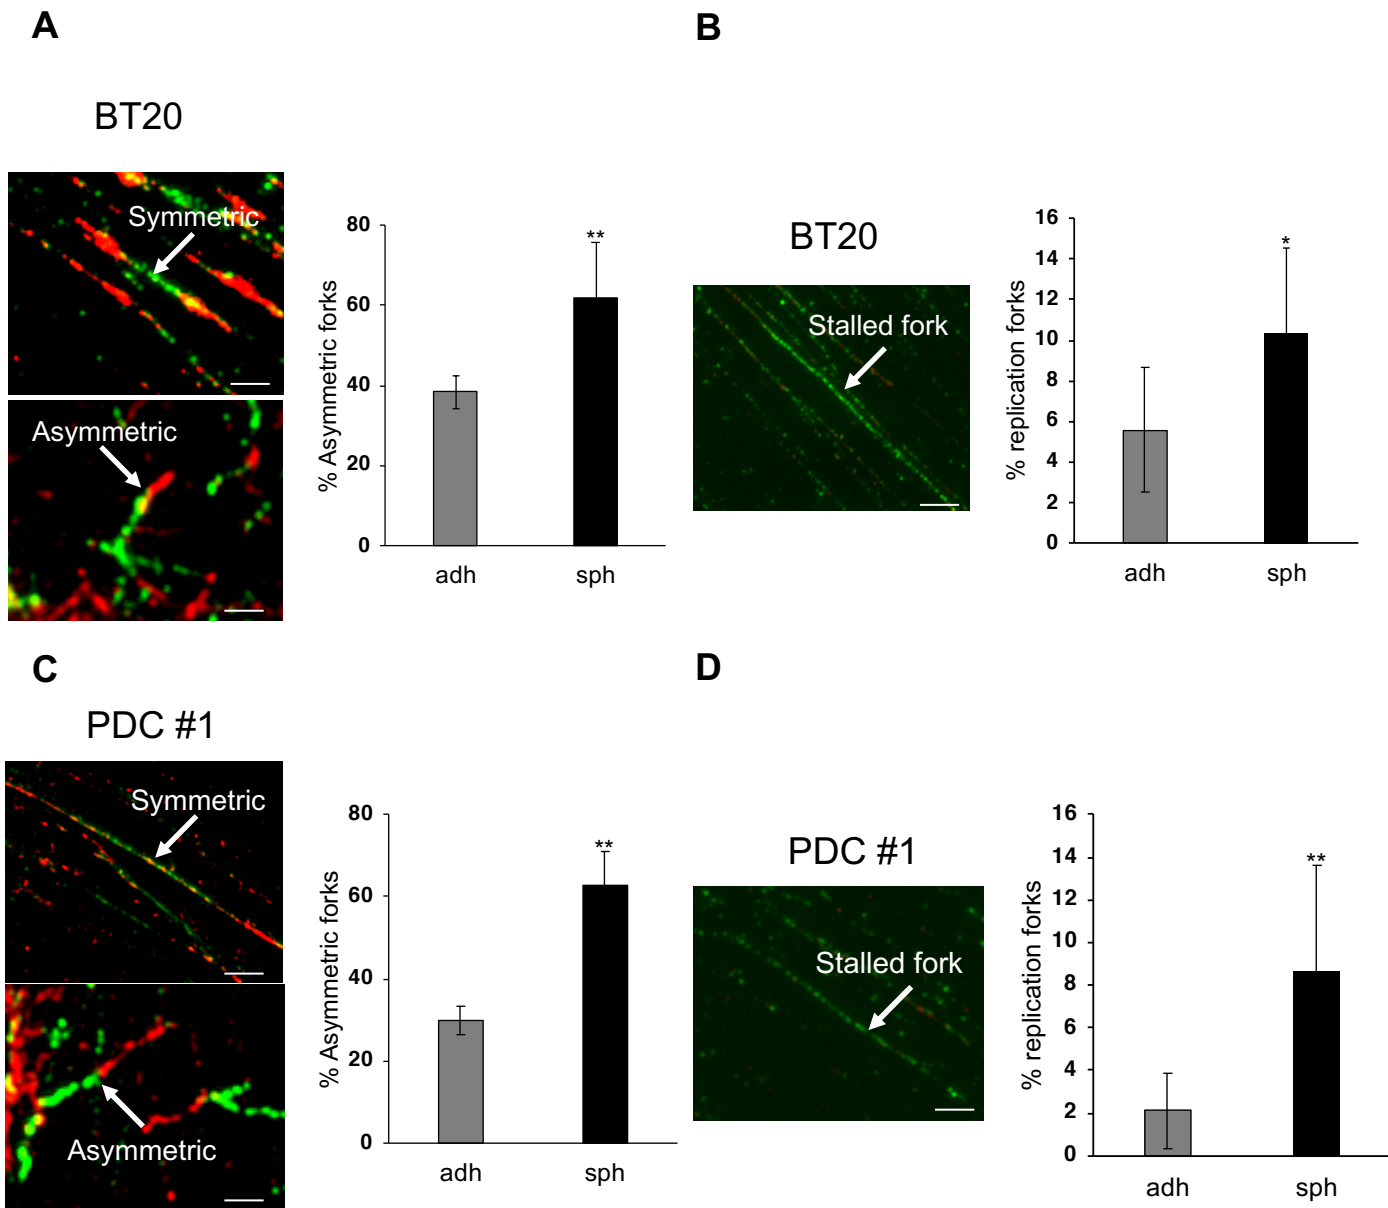 A
BT20
Symmetric
Asymmetric
% Asymmetric forks
80
60
40
20
0
**
adh
sph
B
BT20
Stalled fork
% replication forks
16
14
12
10
8
6
4
2
0
*
adh
sph
C
PDC #1
Symmetric
Asymmetric
% Asymmetric forks
80
60
40
20
0
**
adh
sph
D
PDC #1
Stalled fork
% replication forks
16
14
12
10
8
6
4
2
0
**
adh
sph